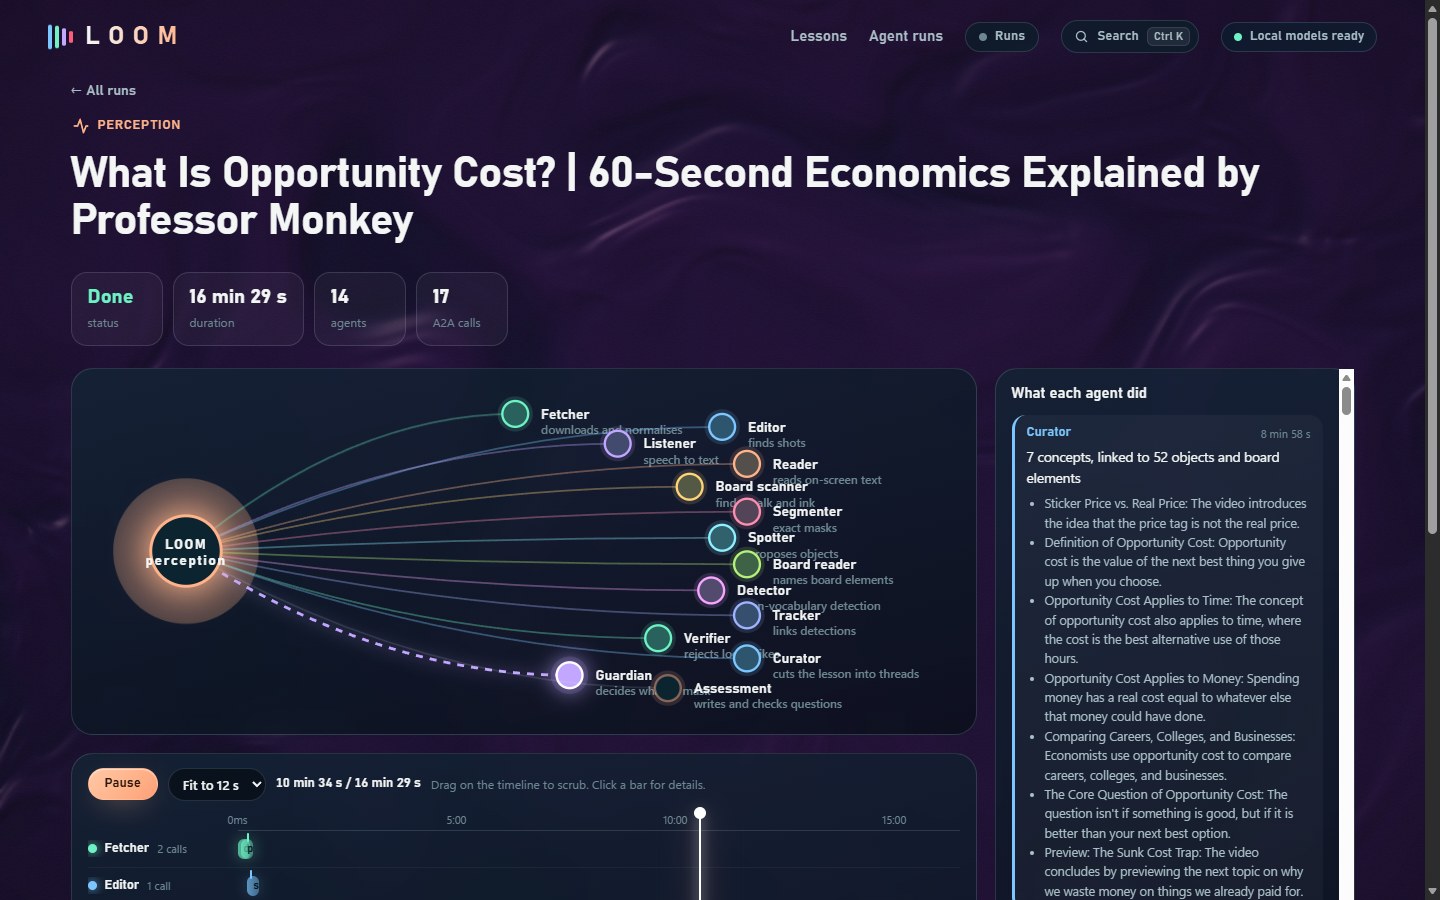 LOOM
Lessons
Agent runs
Runs
Search
Ctrl K
Local models ready
← All runs
PERCEPTION
What Is Opportunity Cost? | 60-Second Economics Explained by
Professor Monkey
Done
status
16 min 29 s
duration
14
agents
17
A2A calls
LOOM
perception
Fetcher
downloads and normalises
Editor
finds shots
Listener
speech to text
Reader
reads on-screen text
Board scanner
Segmenter
exact masks
Spotter
Board reader
names board elements
Detector
Tracker
links detections
Verifier
Curator
cuts the lesson into threads
Guardian
Assessment
writes and checks questions
What each agent did
Curator
8 min 58 s
7 concepts, linked to 52 objects and board
elements
• Sticker Price vs. Real Price: The video introduces
the idea that the price tag is not the real price.
• Definition of Opportunity Cost: Opportunity
cost is the value of the next best thing you give
up when you choose.
• Opportunity Cost Applies to Time: The concept
of opportunity cost also applies to time, where
the cost is the best alternative use of those
hours.
• Opportunity Cost Applies to Money: Spending
money has a real cost equal to whatever else
that money could have done.
• Comparing Careers, Colleges, and Businesses:
Economists use opportunity cost to compare
careers, colleges, and businesses.
• The Core Question of Opportunity Cost: The
question isn't if something is good, but if it is
better than your next best option.
• Preview: The Sunk Cost Trap: The video
concludes by previewing the next topic on why
we waste money on things we already paid for.
Pause
Fit to 12 s
10 min 34 s / 16 min 29 s
Drag on the timeline to scrub. Click a bar for details.
0ms
5:00
10:00
15:00
Fetcher
2 calls
Editor
1 call